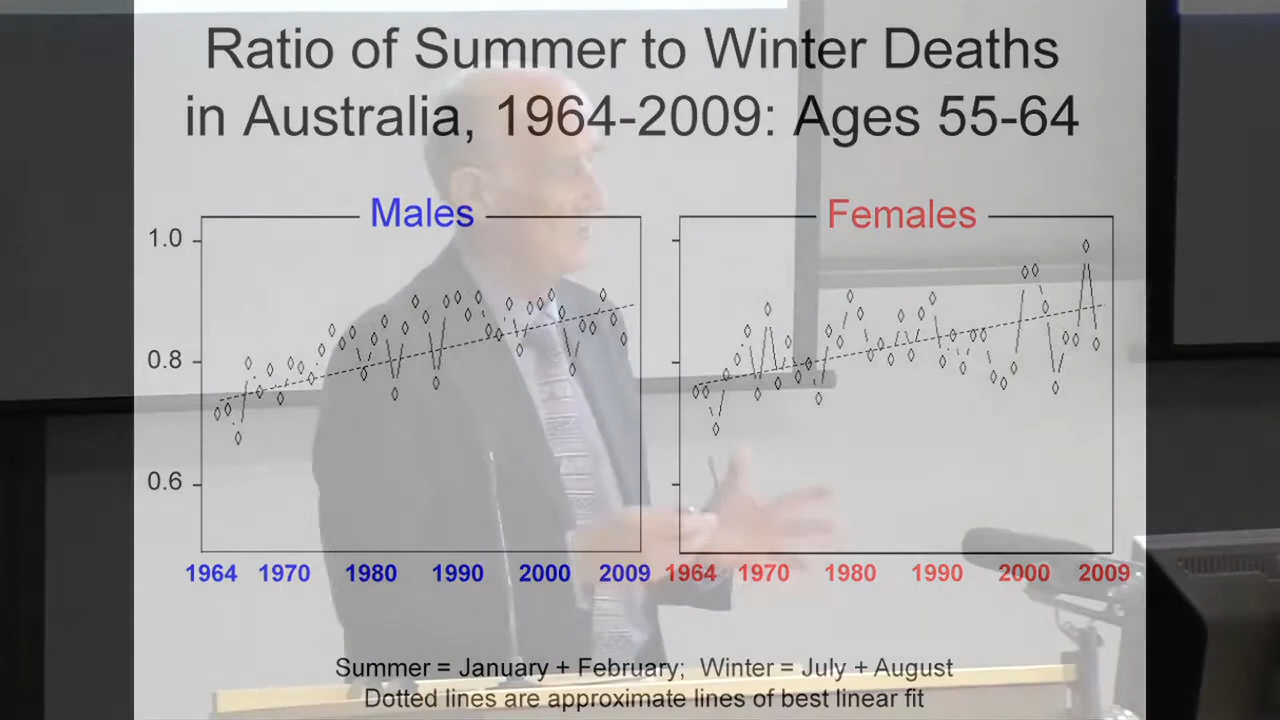 Ratio of Summer to Winter Deaths
in Australia, 1964-2009: Ages 55-64
Males
Females
1.0
0.8
0.6
1964 1970 1980 1990 2000 2009
1964 1970 1980 1990 2000 2009
Summer = January + February; Winter = July + August
Dotted lines are approximate lines of best linear fit